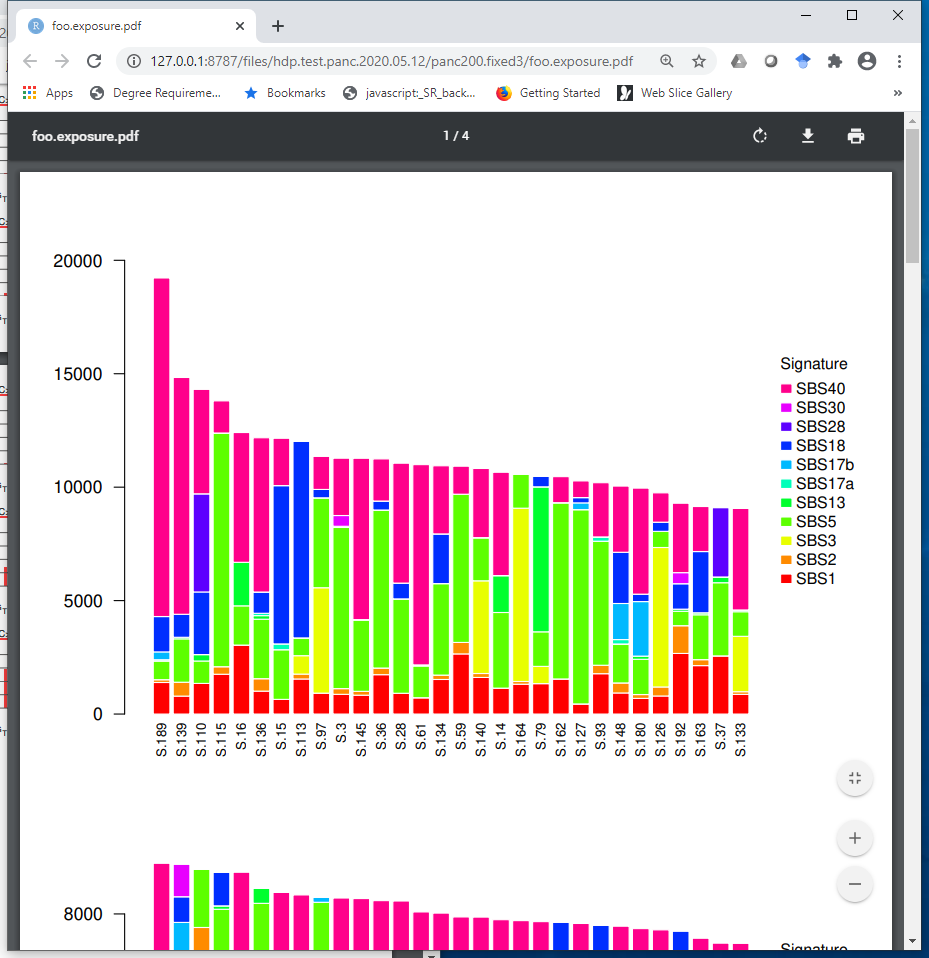 foo.exposure.pdf
127.0.0.1:8787/files/hdp.test.panc.2020.05.12/panc200.fixed3/foo.exposure.pdf
Apps Degree Requireme... Bookmarks javascript:_SR_back... Getting Started Web Slice Gallery »
foo.exposure.pdf 1 / 4
20000
15000
10000
5000
0
Signature
SBS40
SBS30
SBS28
SBS18
SBS17b
SBS17a
SBS13
SBS5
SBS3
SBS2
SBS1
S.189 S.139 S.110 S.115 S.16 S.136 S.15 S.113 S.97 S.3 S.145 S.36 S.28 S.61 S.134 S.59 S.140 S.14 S.164 S.79 S.162 S.127 S.93 S.148 S.180 S.126 S.192 S.163 S.37 S.133
8000
Signature